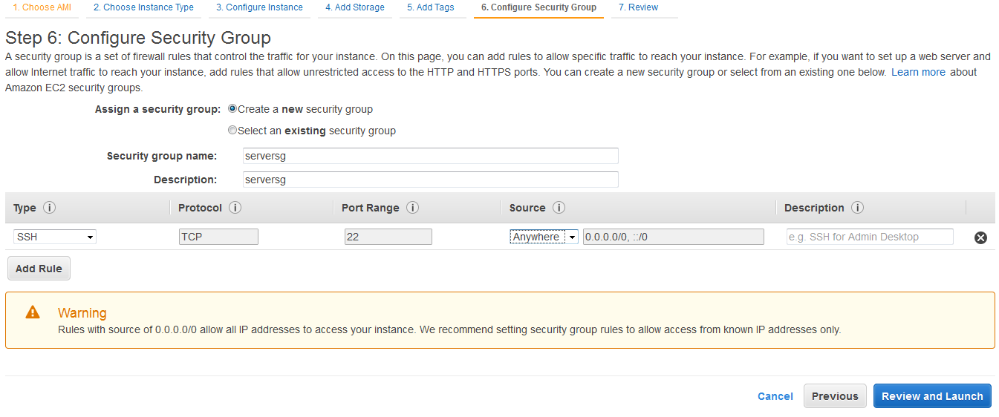 1. Choose AMI 2. Choose Instance Type 3. Configure Instance 4. Add Storage 5. Add Tags 6. Configure Security Group 7. Review
Step 6: Configure Security Group
A security group is a set of firewall rules that control the traffic for your instance. On this page, you can add rules to allow specific traffic to reach your instance. For example, if you want to set up a web server and
allow Internet traffic to reach your instance, add rules that allow unrestricted access to the HTTP and HTTPS ports. You can create a new security group or select from an existing one below. Learn more about
Amazon EC2 security groups.
Assign a security group: Create a new security group
Select an existing security group
Security group name: serversg
Description: serversg
Type i Protocol i Port Range i Source i Description i
SSH TCP 22 Anywhere 0.0.0.0/0, ::/0 e.g. SSH for Admin Desktop
Add Rule
Warning
Rules with source of 0.0.0.0/0 allow all IP addresses to access your instance. We recommend setting security group rules to allow access from known IP addresses only.
Cancel Previous Review and Launch